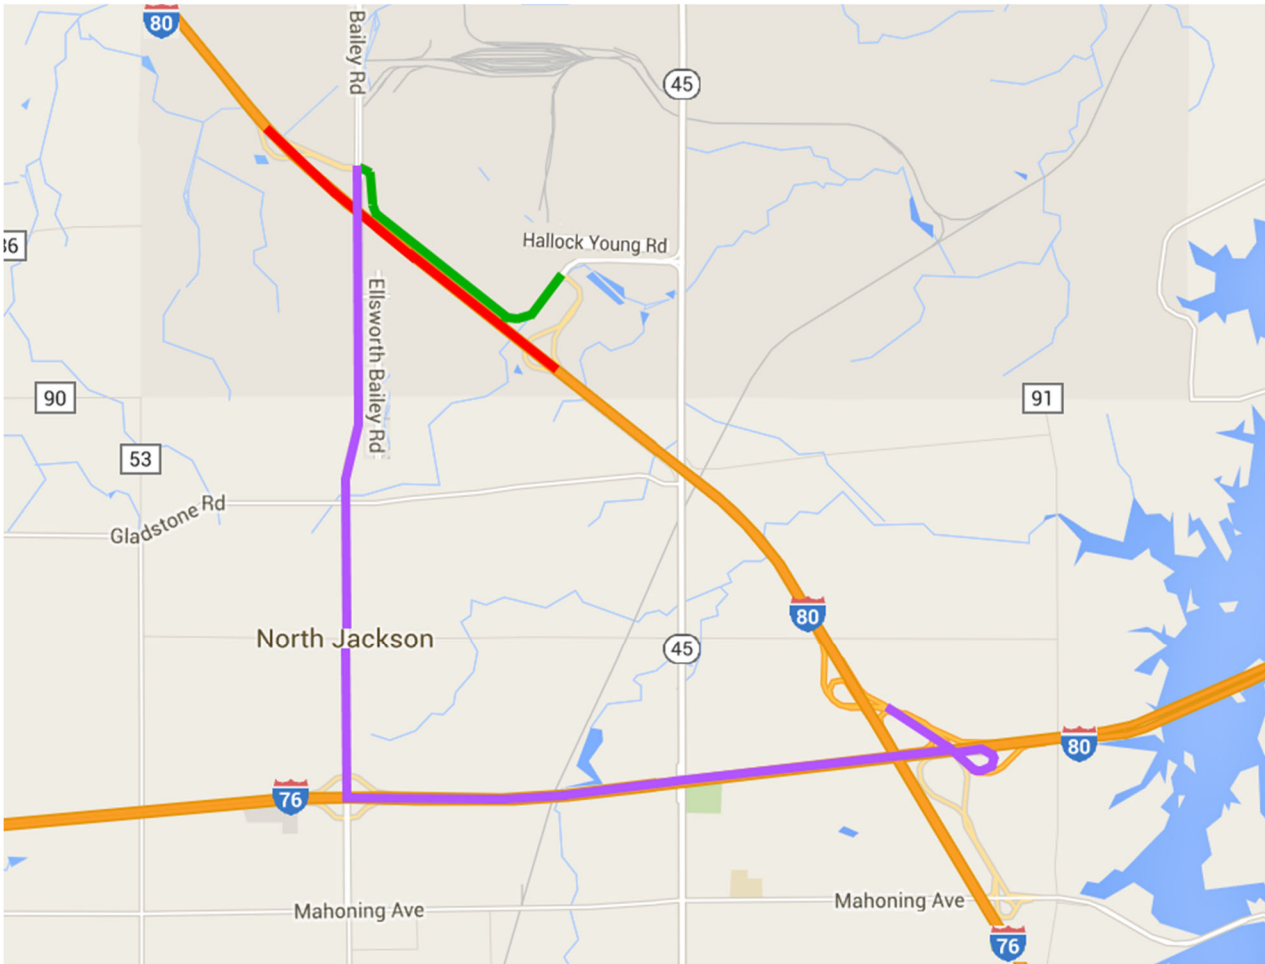 80
Bailey Rd
45
36
Hallock Young Rd
Ellsworth Bailey Rd
90
91
53
Gladstone Rd
80
North Jackson
45
80
76
Mahoning Ave
Mahoning Ave
76